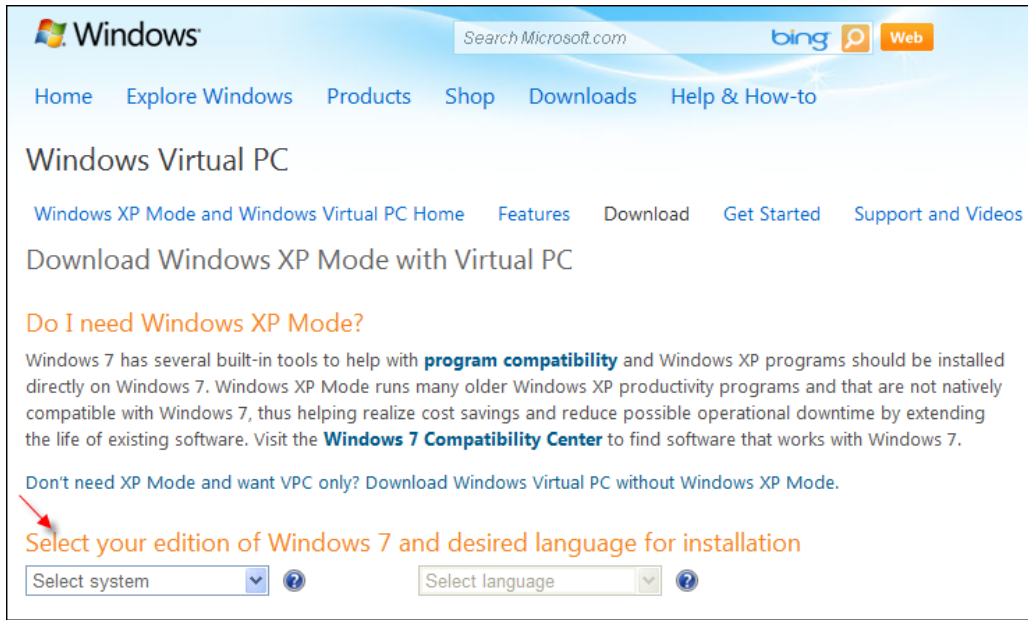 Windows
Search Microsoft.com bing Web
Home Explore Windows Products Shop Downloads Help & How-to
Windows Virtual PC
Windows XP Mode and Windows Virtual PC Home Features Download Get Started Support and Videos
Download Windows XP Mode with Virtual PC
Do I need Windows XP Mode?
Windows 7 has several built-in tools to help with program compatibility and Windows XP programs should be installed
directly on Windows 7. Windows XP Mode runs many older Windows XP productivity programs and that are not natively
compatible with Windows 7, thus helping realize cost savings and reduce possible operational downtime by extending
the life of existing software. Visit the Windows 7 Compatibility Center to find software that works with Windows 7.
Don't need XP Mode and want VPC only? Download Windows Virtual PC without Windows XP Mode.
Select your edition of Windows 7 and desired language for installation
Select system ? Select language ?